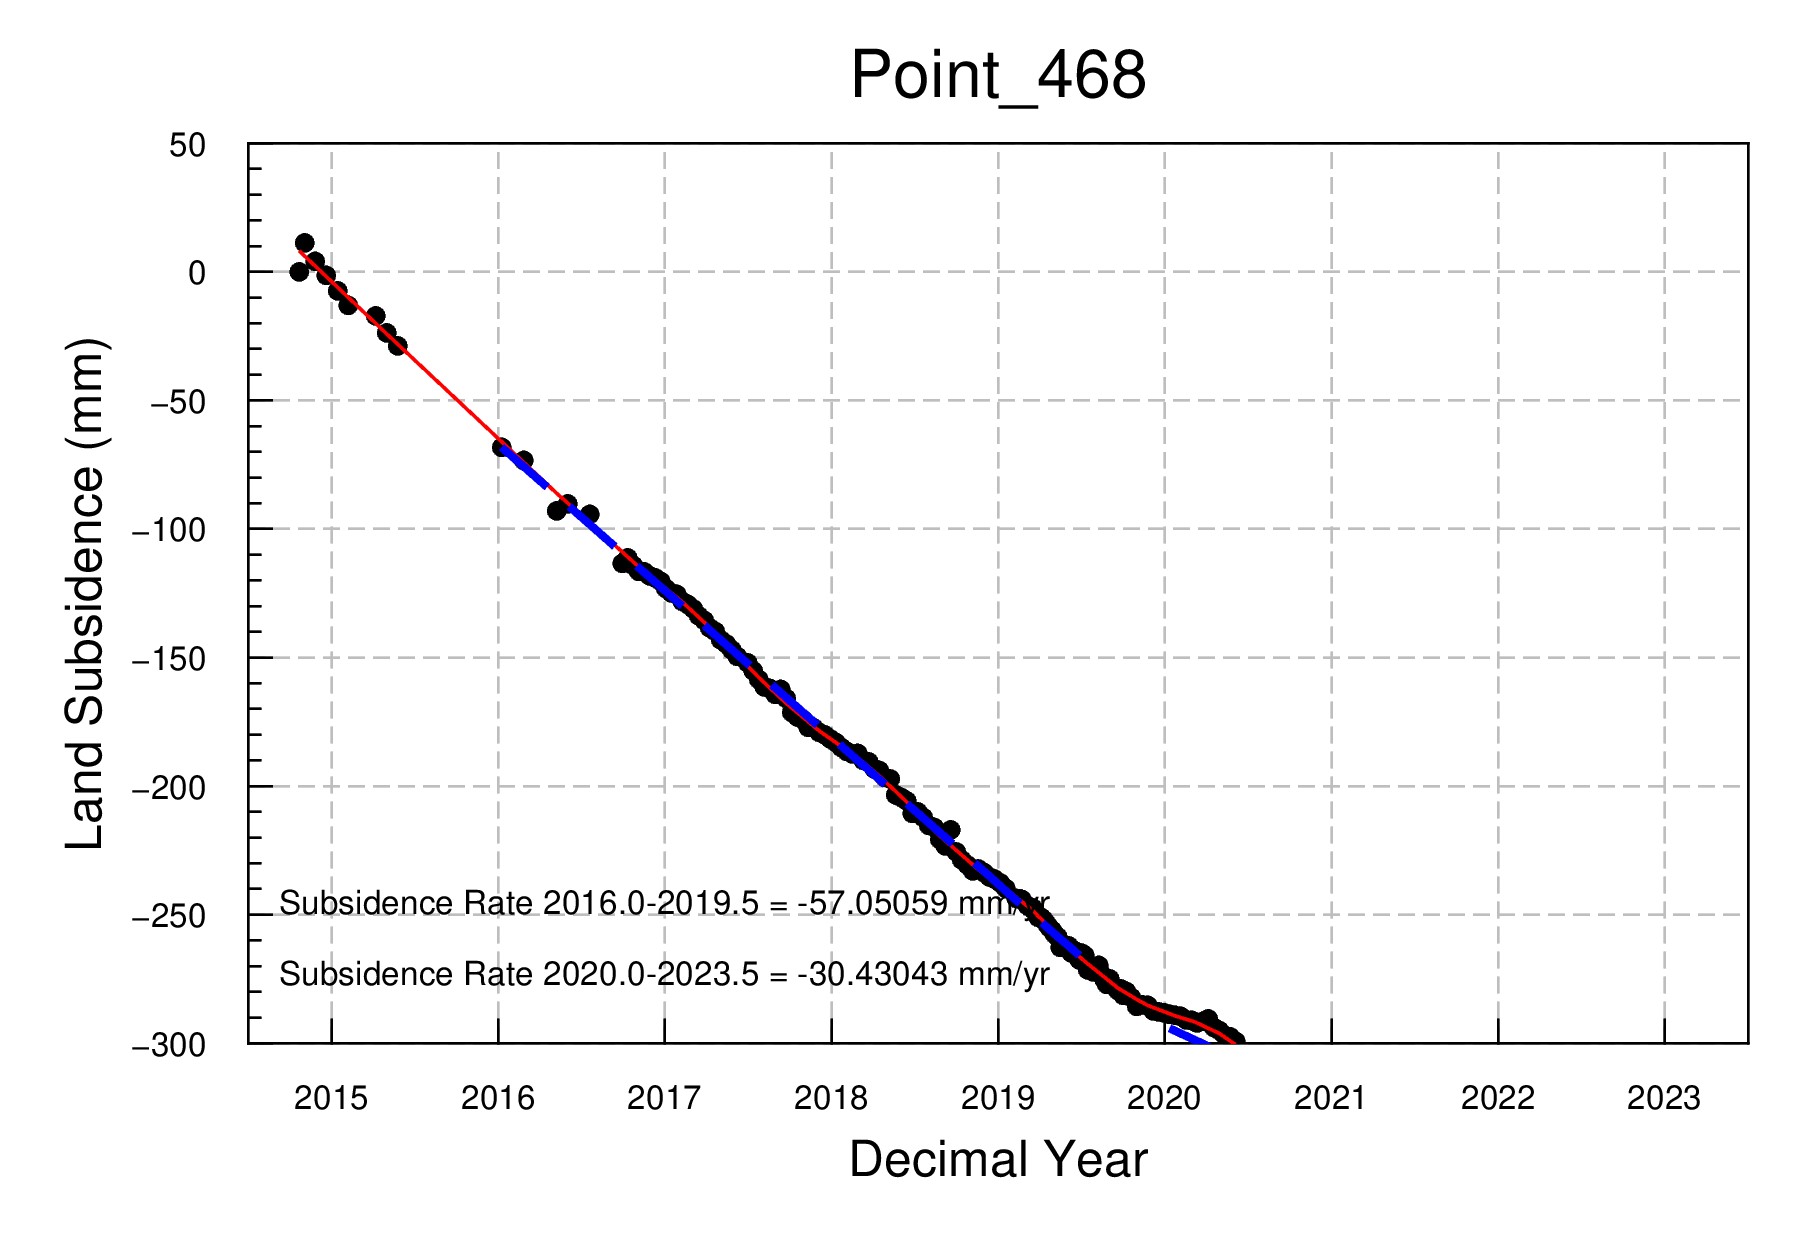 Point_468
50
0
−50
−100
−150
−200
−250
−300
Land Subsidence (mm)
Subsidence Rate 2016.0-2019.5 = -57.05059 mm/yr
Subsidence Rate 2020.0-2023.5 = -30.43043 mm/yr
2015 2016 2017 2018 2019 2020 2021 2022 2023
Decimal Year